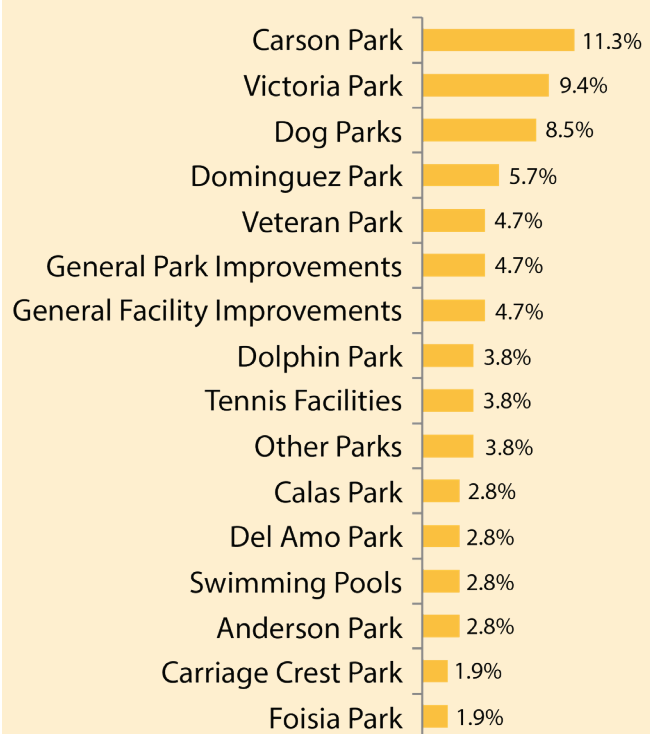 Carson Park 11.3%
Victoria Park 9.4%
Dog Parks 8.5%
Dominguez Park 5.7%
Veteran Park 4.7%
General Park Improvements 4.7%
General Facility Improvements 4.7%
Dolphin Park 3.8%
Tennis Facilities 3.8%
Other Parks 3.8%
Calas Park 2.8%
Del Amo Park 2.8%
Swimming Pools 2.8%
Anderson Park 2.8%
Carriage Crest Park 1.9%
Foisia Park 1.9%